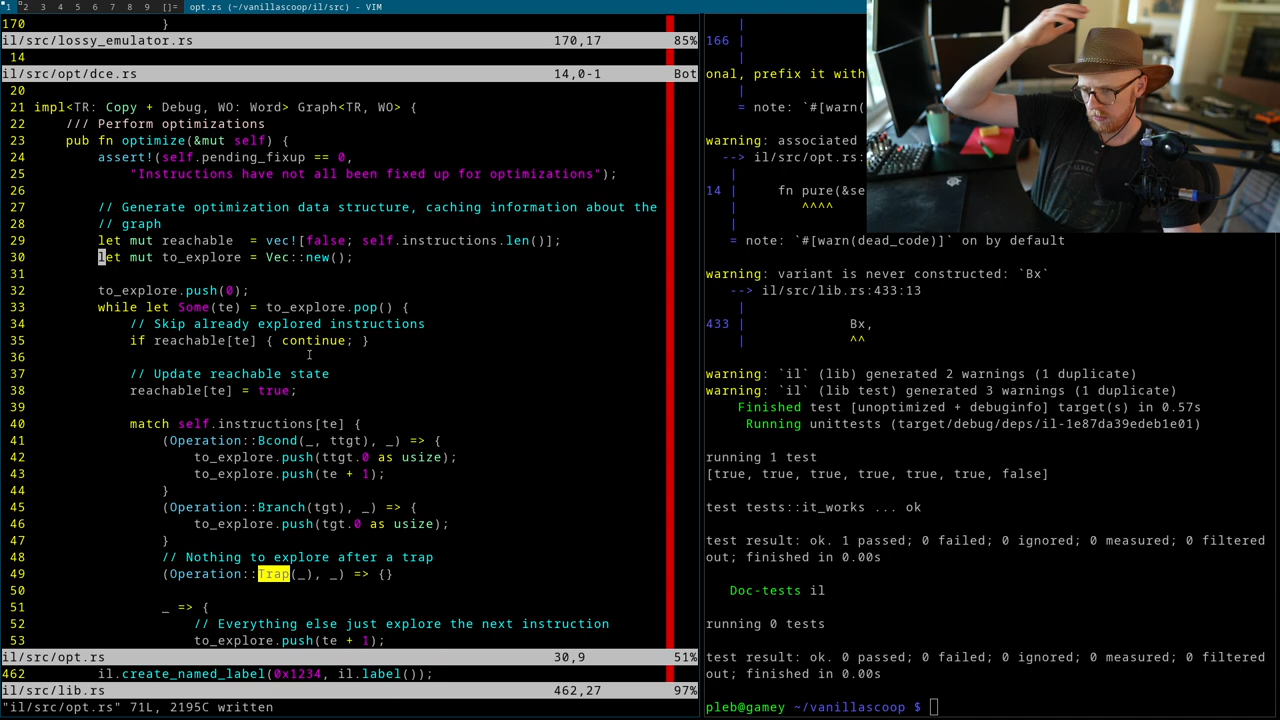 1 2 3 4 5 6 7 8 9 []= opt.rs (~/vanillascoop/il/src) - VIM
170                     }
il/src/lossy_emulator.rs 170,17 85%
14
il/src/opt/dce.rs 14,0-1 Bot
20
21 impl<TR: Copy + Debug, WO: Word> Graph<TR, WO> {
22     /// Perform optimizations
23     pub fn optimize(&mut self) {
24         assert!(self.pending_fixup == 0,
25             "Instructions have not all been fixed up for optimizations");
26
27         // Generate optimization data structure, caching information about the
28         // graph
29         let mut reachable  = vec![false; self.instructions.len()];
30         let mut to_explore = Vec::new();
31
32         to_explore.push(0);
33         while let Some(te) = to_explore.pop() {
34             // Skip already explored instructions
35             if reachable[te] { continue; }
36
37             // Update reachable state
38             reachable[te] = true;
39
40             match self.instructions[te] {
41                 (Operation::Bcond(_, ttgt), _) => {
42                     to_explore.push(ttgt.0 as usize);
43                     to_explore.push(te + 1);
44                 }
45                 (Operation::Branch(tgt), _) => {
46                     to_explore.push(tgt.0 as usize);
47                 }
48                 // Nothing to explore after a trap
49                 (Operation::Trap(_), _) => {}
50
51                 _ => {
52                     // Everything else just explore the next instruction
53                     to_explore.push(te + 1);
il/src/opt.rs 30,9 51%
462         il.create_named_label(0x1234, il.label());
il/src/lib.rs 462,27 97%
"il/src/opt.rs" 71L, 2195C written
    |
166 |
    |
onal, prefix it with
    = note: `#[warn(
warning: associated
  --> il/src/opt.rs:
    |
14  |     fn pure(&se
    |        ^^^^
    |
    = note: `#[warn(dead_code)]` on by default
warning: variant is never constructed: `Bx`
   --> il/src/lib.rs:433:13
    |
433 |             Bx,
    |             ^^
warning: `il` (lib) generated 2 warnings (1 duplicate)
warning: `il` (lib test) generated 3 warnings (1 duplicate)
    Finished test [unoptimized + debuginfo] target(s) in 0.57s
     Running unittests (target/debug/deps/il-1e87da39edeb1e01)
running 1 test
[true, true, true, true, true, true, false]
test tests::it_works ... ok
test result: ok. 1 passed; 0 failed; 0 ignored; 0 measured; 0 filtered
out; finished in 0.00s
   Doc-tests il
running 0 tests
test result: ok. 0 passed; 0 failed; 0 ignored; 0 measured; 0 filtered
out; finished in 0.00s
pleb@gamey ~/vanillascoop $